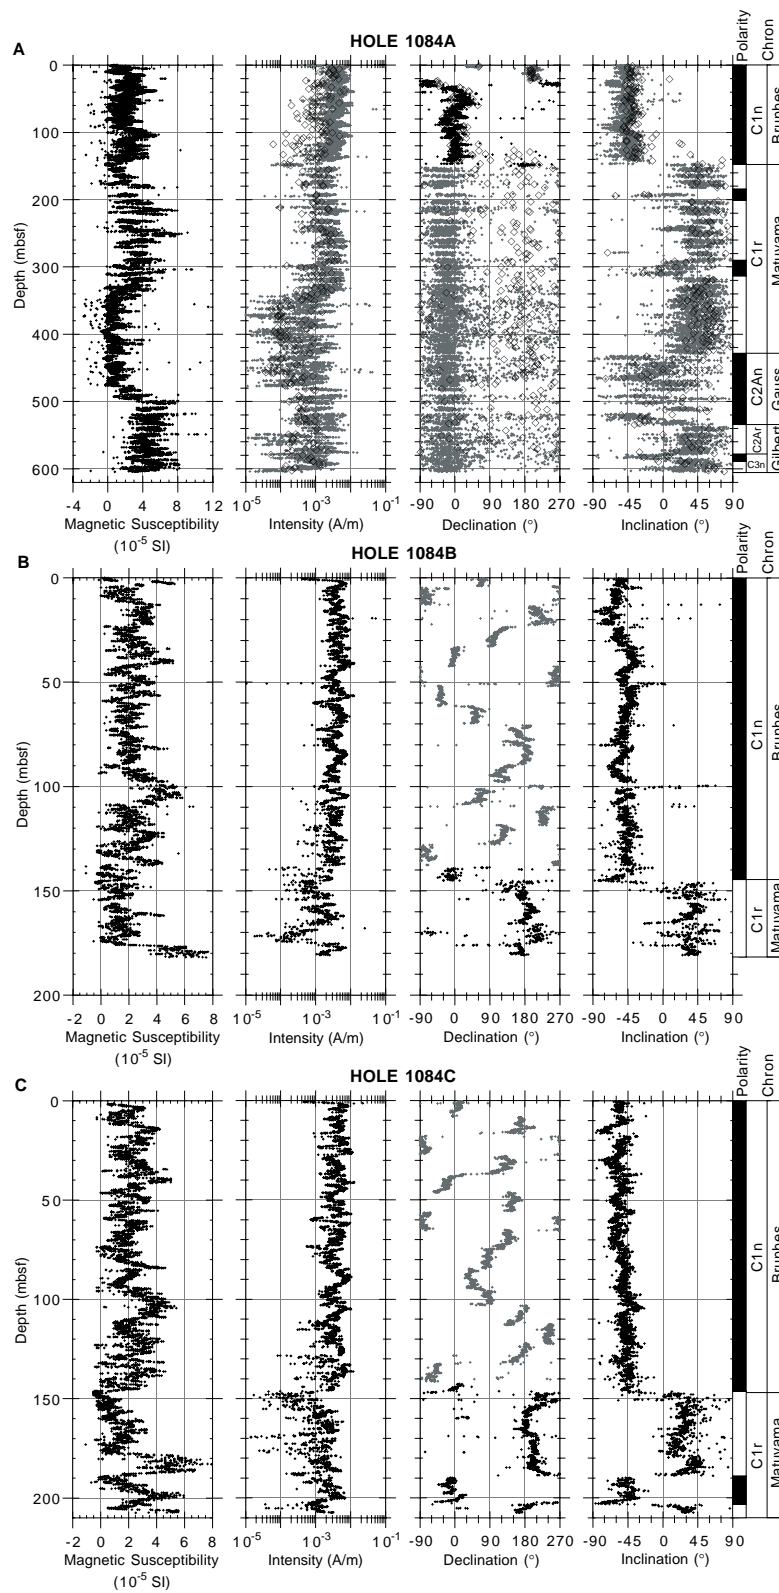 Polarity
Chron
A
HOLE 1084A
0
100
200
300
400
500
600
Depth (mbsf)
C1n
Brunhes
C1r
Matuyama
C2An
Gauss
C2Ar
C3n
Gilbert
-4 0 4 8 12
10-5 10-3 10-1
-90 0 90 180 270
-90 -45 0 45 90
Magnetic Susceptibility
(10-5 SI)
Intensity (A/m)
Declination (°)
Inclination (°)
B
HOLE 1084B
Polarity
Chron
0
50
100
150
200
Depth (mbsf)
C1n
Brunhes
C1r
Matuyama
-2 0 2 4 6 8
10-5 10-3 10-1
-90 0 90 180 270
-90 -45 0 45 90
Magnetic Susceptibility
(10-5 SI)
Intensity (A/m)
Declination (°)
Inclination (°)
C
HOLE 1084C
Polarity
Chron
0
50
100
150
200
Depth (mbsf)
C1n
Brunhes
C1r
Matuyama
-2 0 2 4 6 8
10-5 10-3 10-1
-90 0 90 180 270
-90 -45 0 45 90
Magnetic Susceptibility
(10-5 SI)
Intensity (A/m)
Declination (°)
Inclination (°)